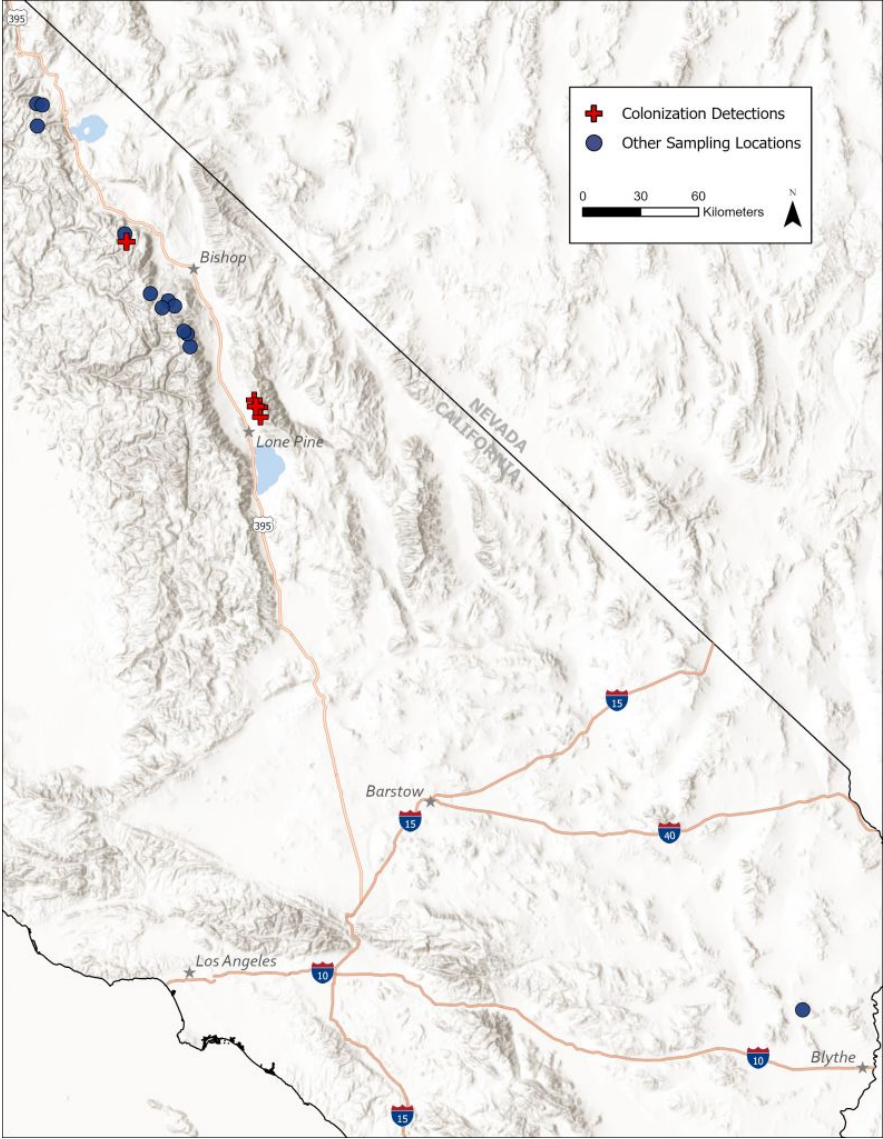 395
Colonization Detections
Other Sampling Locations
0 30 60
Kilometers
N
Bishop
NEVADA
CALIFORNIA
Lone Pine
395
15
Barstow
15
40
Los Angeles
10
10
Blythe
15